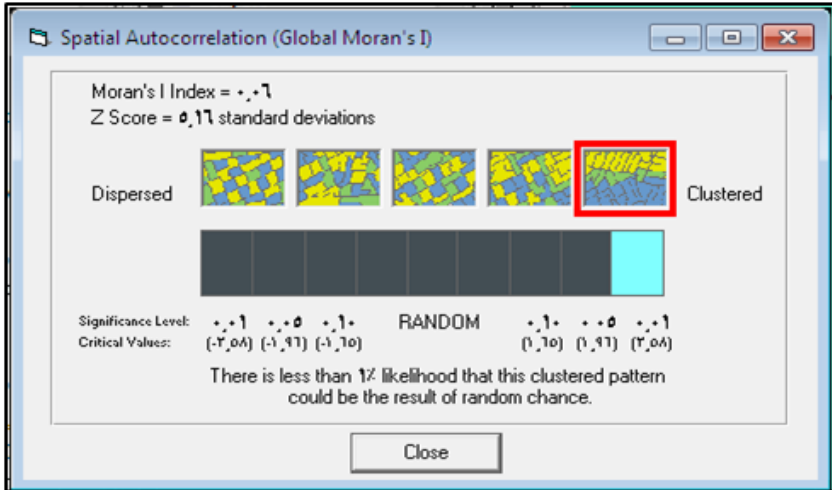 Spatial Autocorrelation (Global Moran's I)
Moran's I Index = ٠,٠٦
Z Score = ٥,١٦ standard deviations
Dispersed
Clustered
Significance Level: ٠,٠١ ٠,٠٥ ٠,١٠ RANDOM ٠,١٠ ٠,٠٥ ٠,٠١
Critical Values: (-٢,٥٨) (-١,٩٦) (-١,٦٥) (١,٦٥) (١,٩٦) (٢,٥٨)
There is less than ١% likelihood that this clustered pattern
could be the result of random chance.
Close